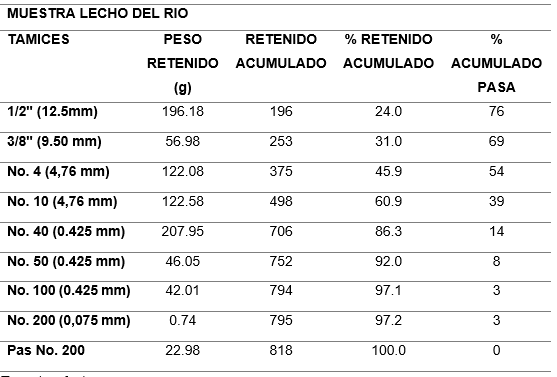 MUESTRA LECHO DEL RIO
TAMICES PESO RETENIDO % RETENIDO %
RETENIDO ACUMULADO ACUMULADO ACUMULADO
(g) PASA
1/2" (12.5mm) 196.18 196 24.0 76
3/8" (9.50 mm) 56.98 253 31.0 69
No. 4 (4,76 mm) 122.08 375 45.9 54
No. 10 (4,76 mm) 122.58 498 60.9 39
No. 40 (0.425 mm) 207.95 706 86.3 14
No. 50 (0.425 mm) 46.05 752 92.0 8
No. 100 (0.425 mm) 42.01 794 97.1 3
No. 200 (0,075 mm) 0.74 795 97.2 3
Pas No. 200 22.98 818 100.0 0